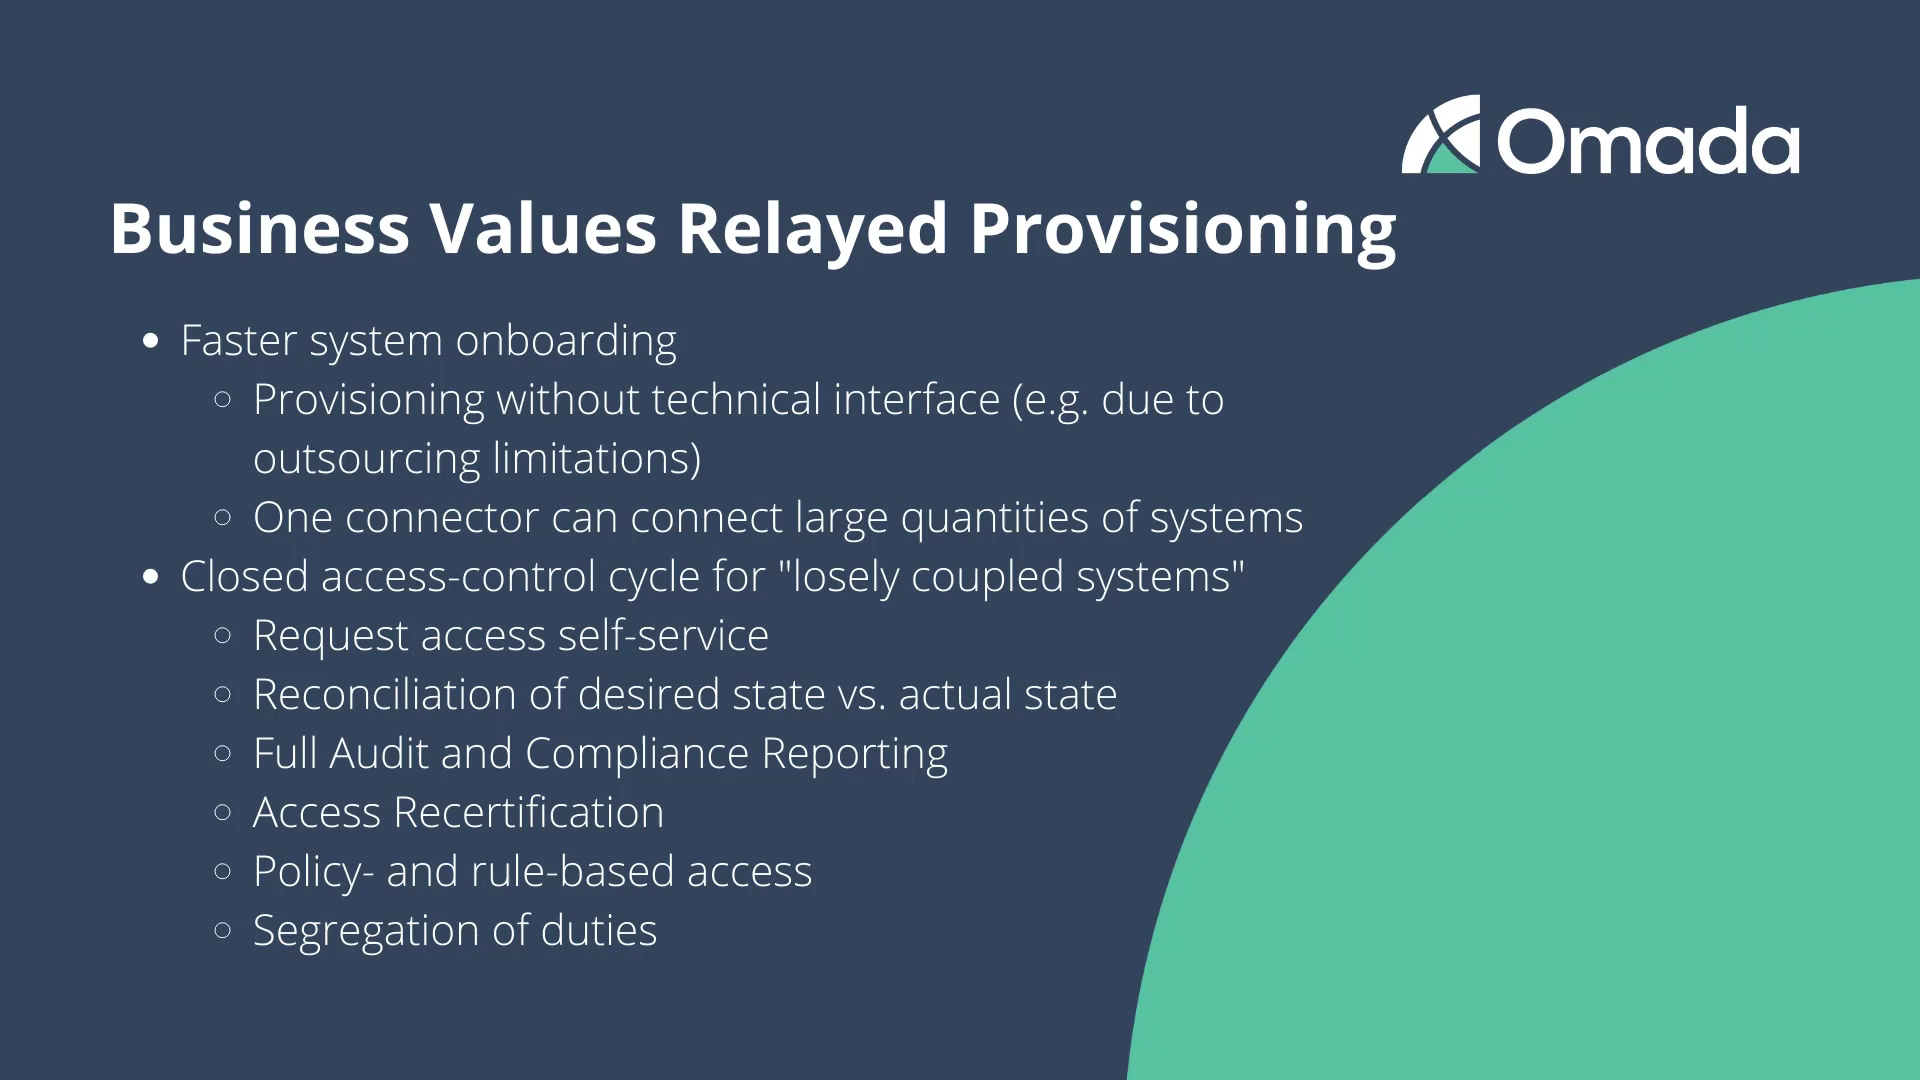 Omada
Business Values Relayed Provisioning
• Faster system onboarding
○ Provisioning without technical interface (e.g. due to
outsourcing limitations)
○ One connector can connect large quantities of systems
• Closed access-control cycle for "losely coupled systems"
○ Request access self-service
○ Reconciliation of desired state vs. actual state
○ Full Audit and Compliance Reporting
○ Access Recertification
○ Policy- and rule-based access
○ Segregation of duties